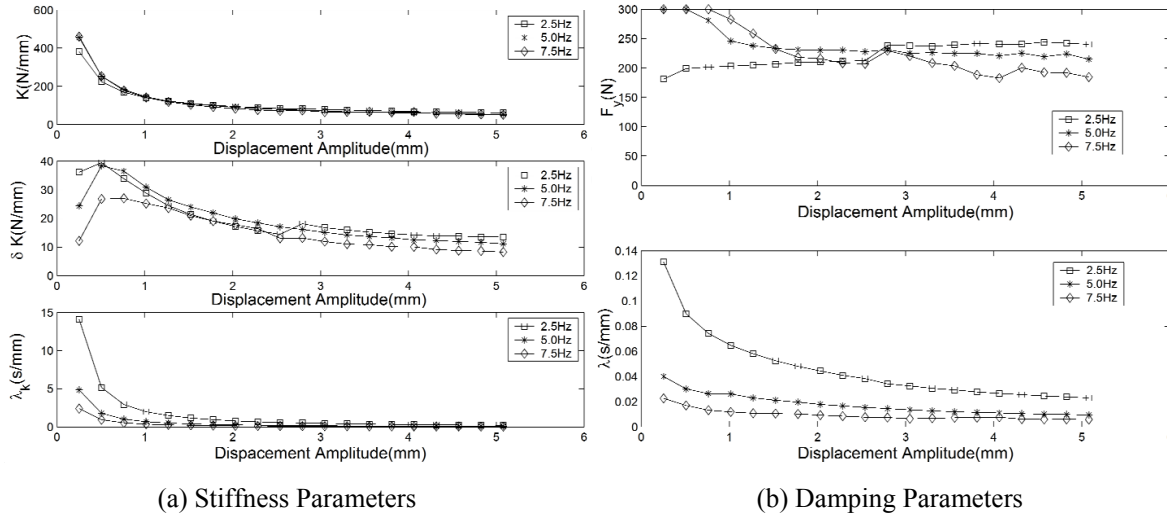 600
400
200
0
K(N/mm)
0 1 2 3 4 5 6
Displacement Amplitude(mm)
2.5Hz
5.0Hz
7.5Hz
40
30
20
10
0
δ K(N/mm)
0 1 2 3 4 5 6
Displacement Amplitude(mm)
2.5Hz
5.0Hz
7.5Hz
15
10
5
0
λk(s/mm)
0 1 2 3 4 5 6
Dispacement Amplitude(mm)
2.5Hz
5.0Hz
7.5Hz
(a) Stiffness Parameters
300
250
200
150
100
50
0
Fy(N)
0 1 2 3 4 5
Displacement Amplitude(mm)
2.5Hz
5.0Hz
7.5Hz
0.14
0.12
0.1
0.08
0.06
0.04
0.02
0
λ(s/mm)
0 1 2 3 4 5
Displacement Amplitude(mm)
2.5Hz
5.0Hz
7.5Hz
(b) Damping Parameters